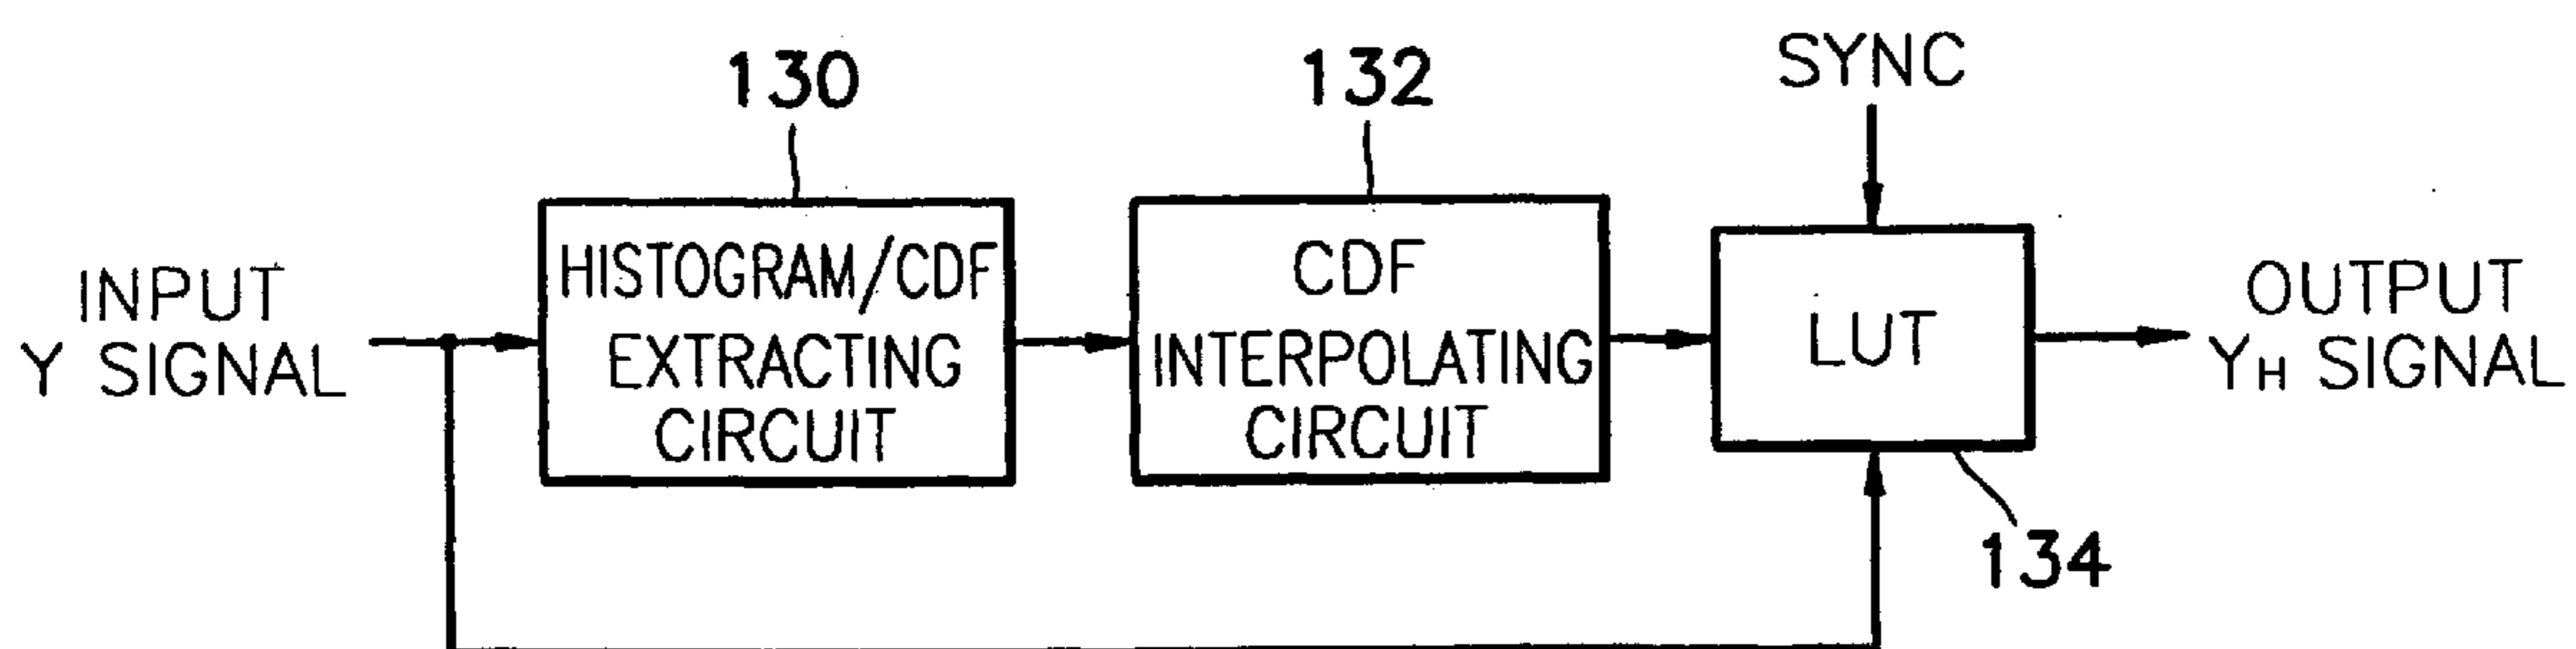 130
132
SYNC
INPUT
Y SIGNAL
HISTOGRAM/CDF
EXTRACTING
CIRCUIT
CDF
INTERPOLATING
CIRCUIT
LUT
OUTPUT
YH SIGNAL
134